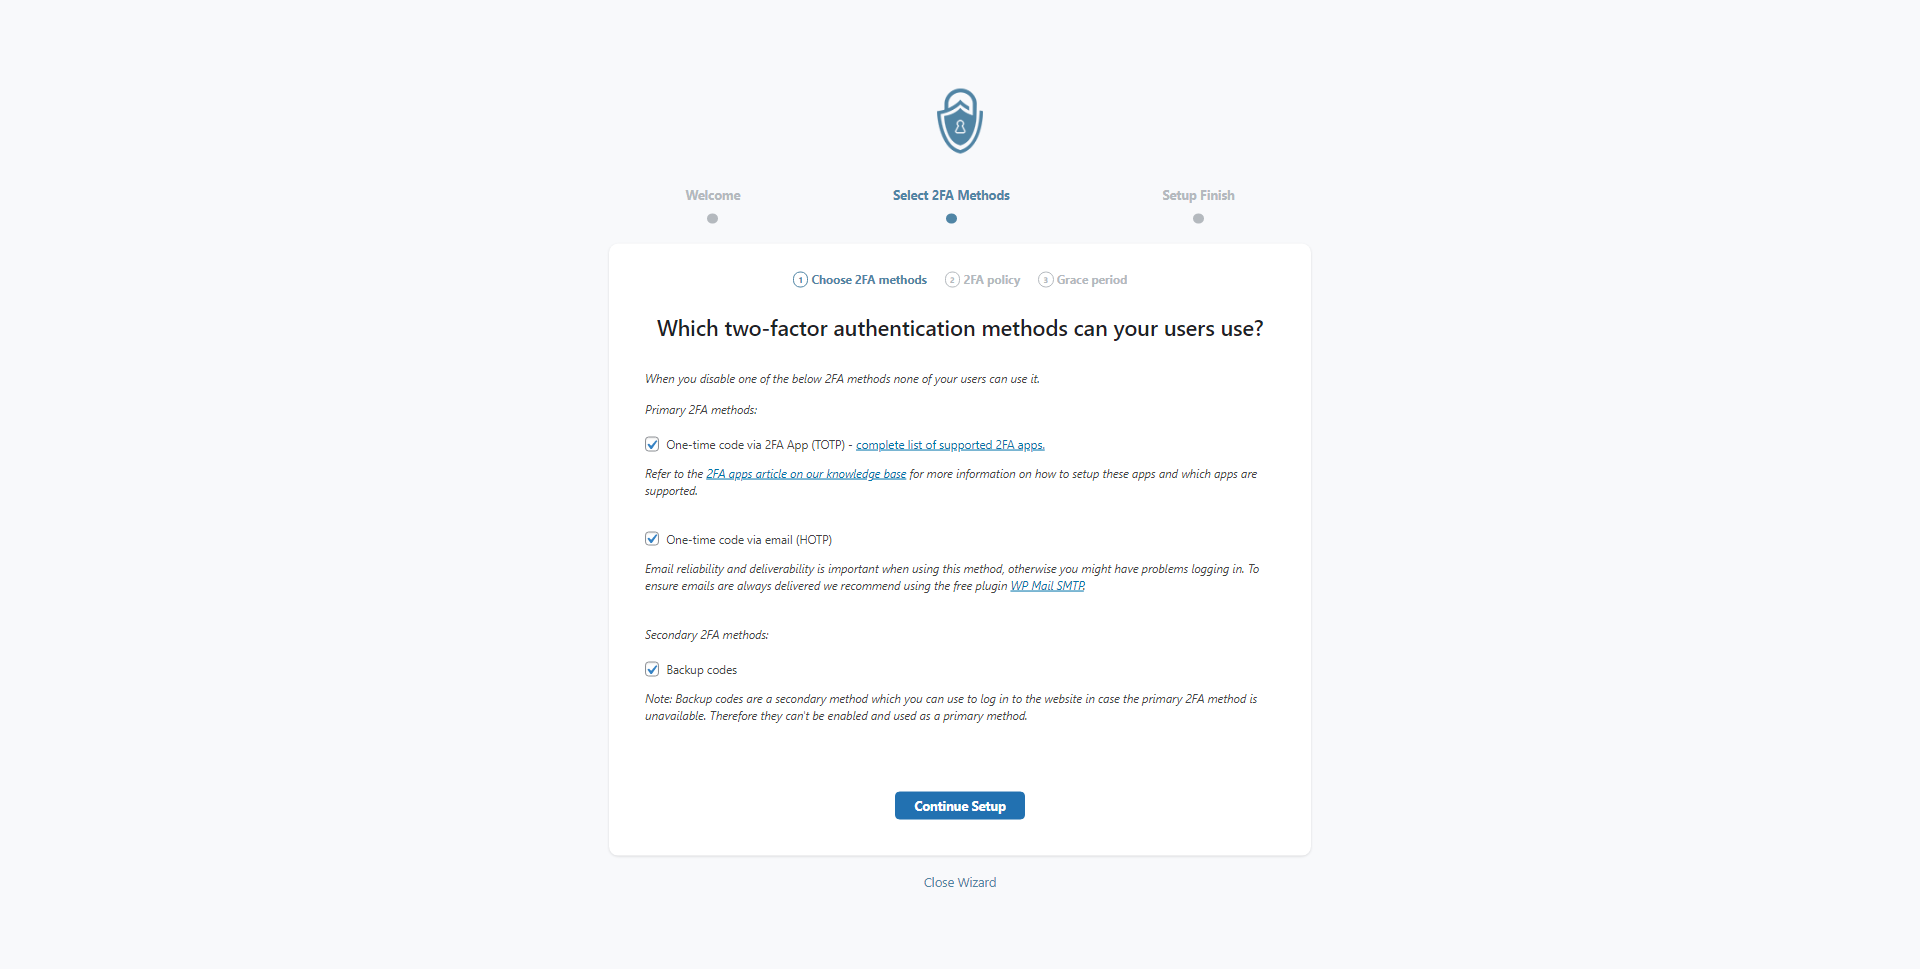 Welcome
Select 2FA Methods
Setup Finish
1 Choose 2FA methods
2 2FA policy
3 Grace period
Which two-factor authentication methods can your users use?
When you disable one of the below 2FA methods none of your users can use it.
Primary 2FA methods:
One-time code via 2FA App (TOTP) - complete list of supported 2FA apps.
Refer to the 2FA apps article on our knowledge base for more information on how to setup these apps and which apps are
supported.
One-time code via email (HOTP)
Email reliability and deliverability is important when using this method, otherwise you might have problems logging in. To
ensure emails are always delivered we recommend using the free plugin WP Mail SMTP.
Secondary 2FA methods:
Backup codes
Note: Backup codes are a secondary method which you can use to log in to the website in case the primary 2FA method is
unavailable. Therefore they can't be enabled and used as a primary method.
Continue Setup
Close Wizard